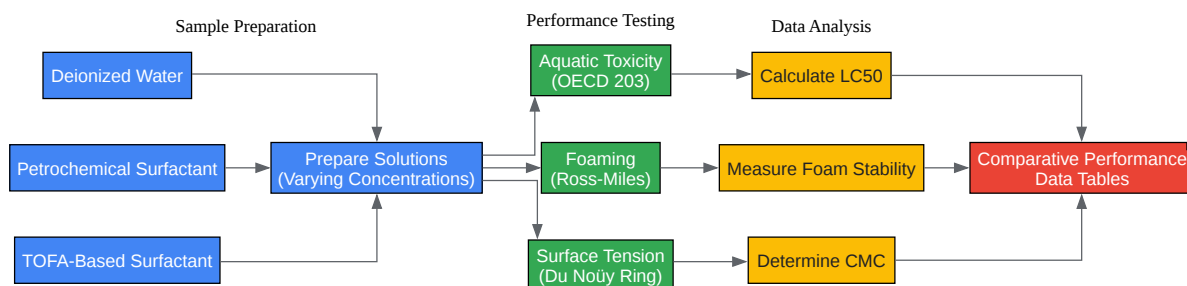 Sample Preparation
Performance Testing
Data Analysis
Deionized Water
Petrochemical Surfactant
TOFA-Based Surfactant
Prepare Solutions
(Varying Concentrations)
Aquatic Toxicity
(OECD 203)
Foaming
(Ross-Miles)
Surface Tension
(Du Noüy Ring)
Calculate LC50
Measure Foam Stability
Determine CMC
Comparative Performance
Data Tables